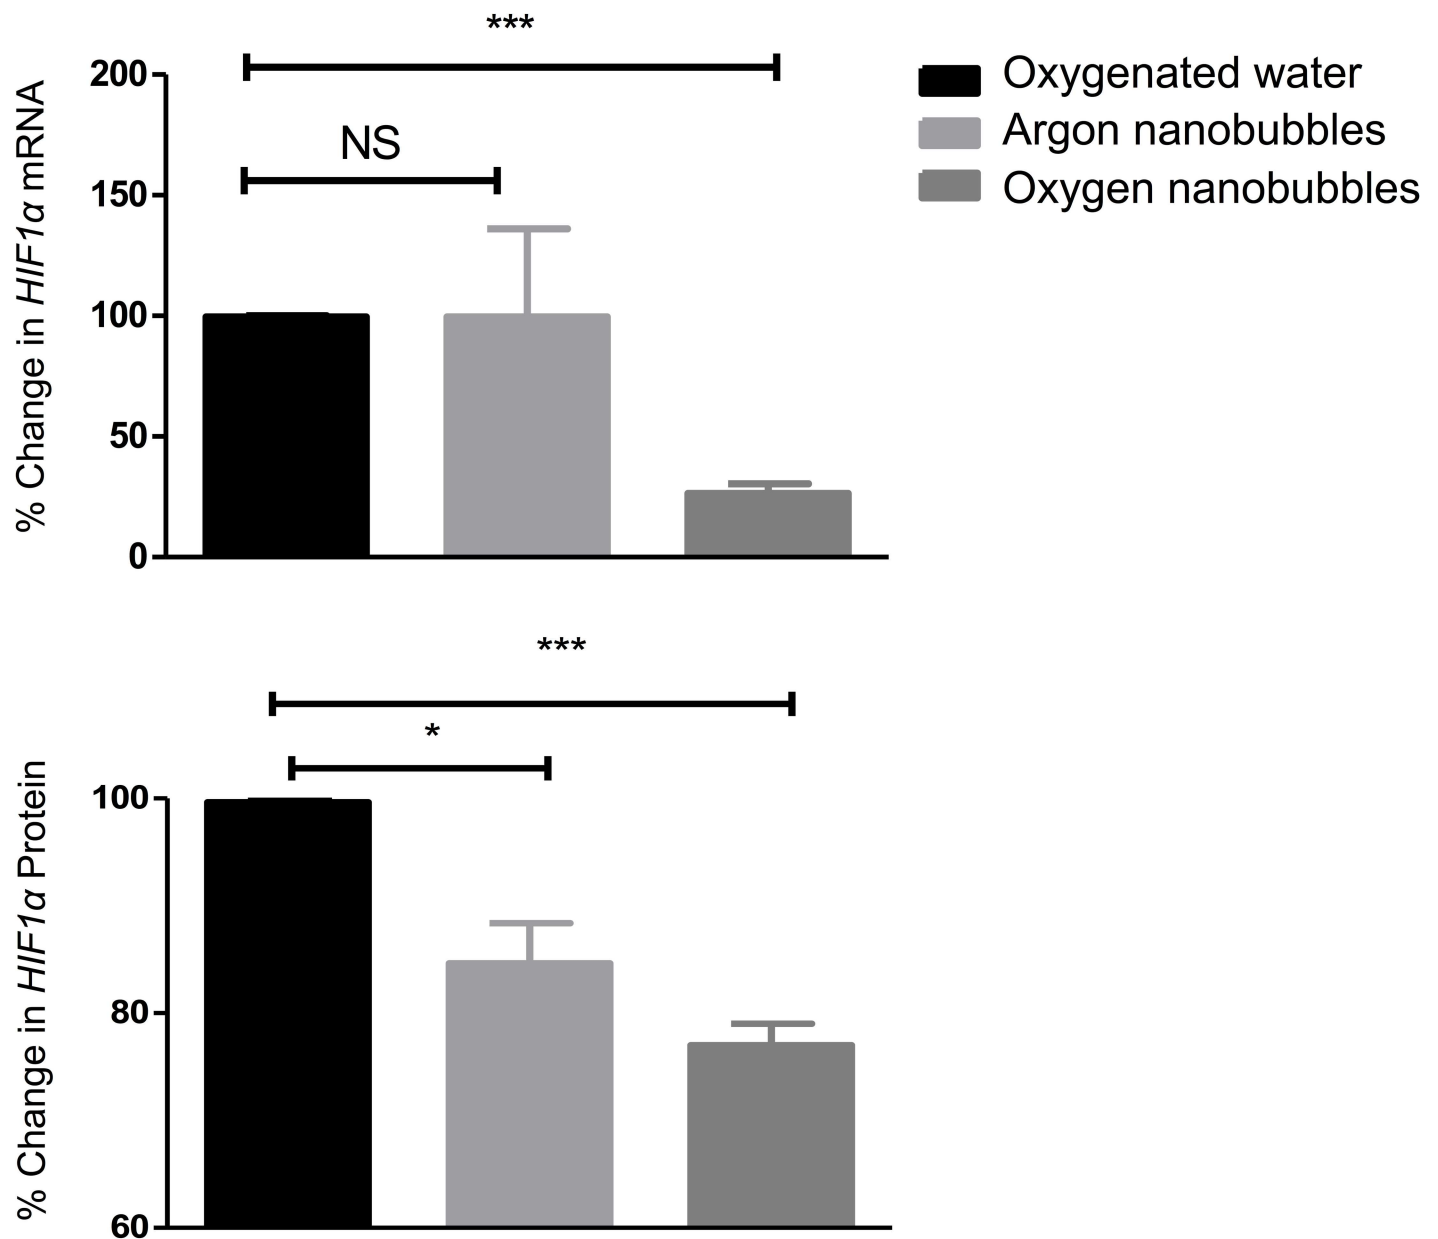 ***
NS
200
150
100
50
0
% Change in HIF1α mRNA
Oxygenated water
Argon nanobubbles
Oxygen nanobubbles
***
*
100
80
60
% Change in HIF1α Protein